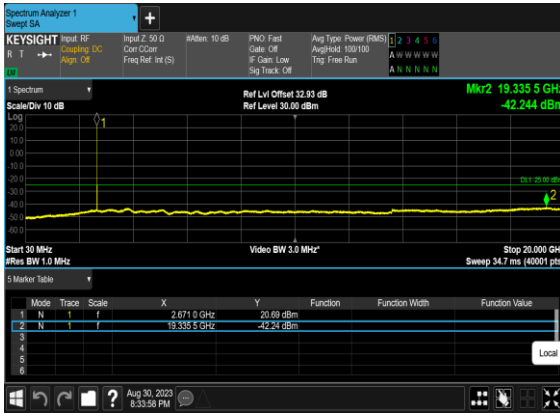 Spectrum Analyzer 1
Swept SA
KEYSIGHT
R T
Input: RF
Coupling: DC
Align: Off
Input Z: 50 Ω
Corr CCorr
Freq Ref: Int (S)
#Atten: 10 dB
PNO: Fast
Gate: Off
IF Gain: Low
Sig Track: Off
Avg Type: Power (RMS)
Avg|Hold: 100/100
Trig: Free Run
1 2 3 4 5 6
A W W W W W
A N N N N N
1 Spectrum
Scale/Div 10 dB
Ref Lvl Offset 32.93 dB
Ref Level 30.00 dBm
Mkr2 19.335 5 GHz
-42.244 dBm
Log
20.0
10.0
0.00
-10.0
-20.0
-30.0
-40.0
-50.0
-60.0
1
DL1 -25.00 dBm
2
Start 30 MHz
#Res BW 1.0 MHz
Video BW 3.0 MHz*
Stop 20.000 GH
Sweep 34.7 ms (40001 pts
5 Marker Table
Mode Trace Scale X Y Function Function Width Function Value
1 N 1 f 2.671 0 GHz 20.69 dBm
2 N 1 f 19.335 5 GHz -42.24 dBm
3
4
5
6
Local
Aug 30, 2023
8:33:58 PM